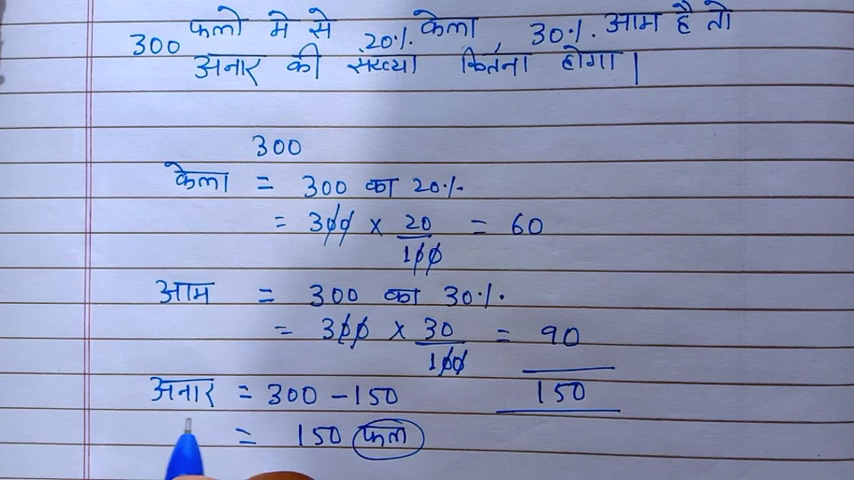 300 फलो मे से 20% केला, 30% आम है तो
अनार की संख्या कितना होगा |
300
केला = 300 का 20%
= 300 × 20/100 = 60
आम = 300 का 30%
= 300 × 30/100 = 90
अनार = 300 - 150 150
= 150 फल